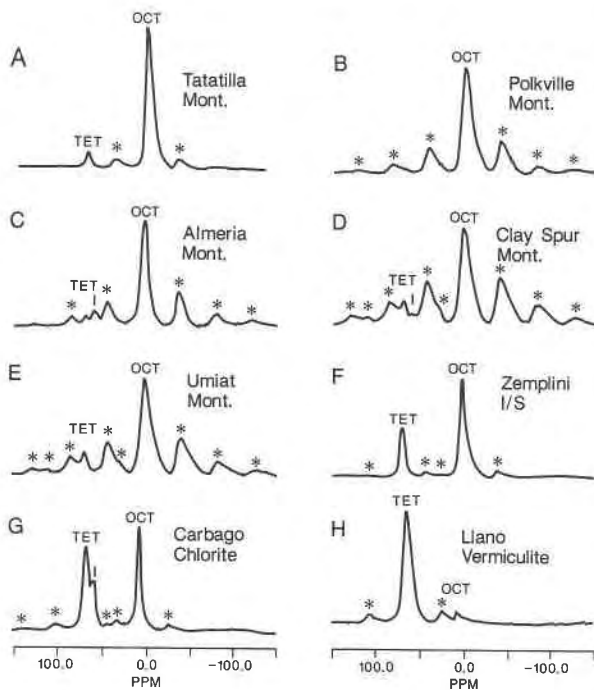 A
OCT
Tatatilla
Mont.
TET
*
*
B
OCT
Polkville
Mont.
*
*
*
*
*
*
C
OCT
Almeria
Mont.
TET
*
*
*
*
*
D
OCT
Clay Spur
Mont.
TET
*
*
*
*
*
*
*
*
E
OCT
Umiat
Mont.
TET
*
*
*
*
*
*
*
*
F
OCT
Zemplini
I/S
TET
*
*
*
*
G
OCT
Carbago
Chlorite
TET
*
*
*
*
*
H
TET
Llano
Vermiculite
OCT
*
*
100.0 0.0 -100.0
PPM
100.0 0.0 -100.0
PPM